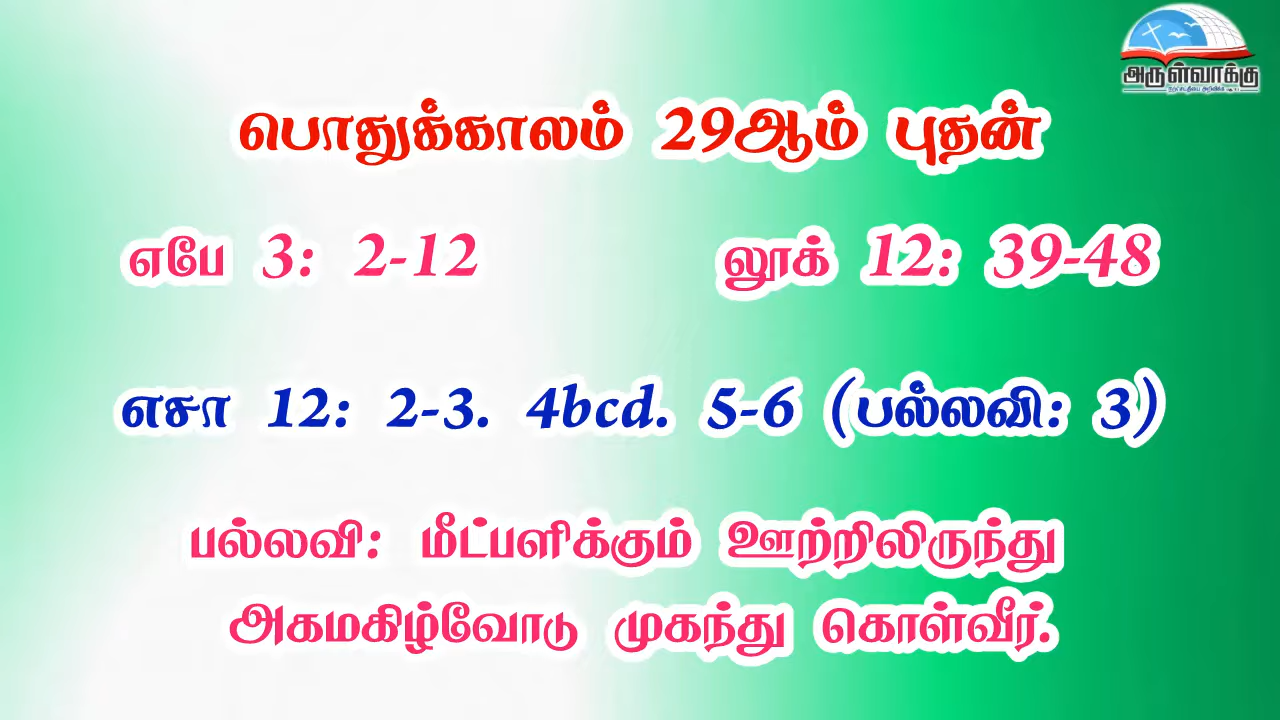 அருள்வாக்கு
பொதுக்காலம் 29ஆம் புதன்
எபே 3: 2-12 லூக் 12: 39-48
எசா 12: 2-3. 4bcd. 5-6 (பல்லவி: 3)
பல்லவி: மீட்பளிக்கும் ஊற்றிலிருந்து
அகமகிழ்வோடு முகந்து கொள்வீர்.